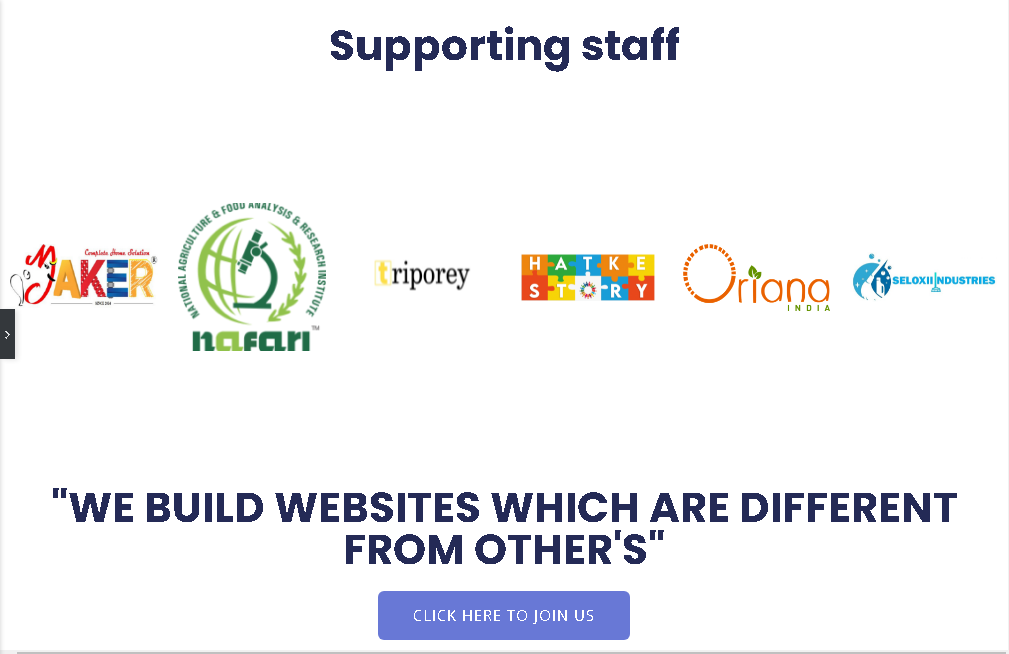 Supporting staff
Complete Home Solution
MJAKER®
SINCE 2004
NATIONAL AGRICULTURE & FOOD ANALYSIS & RESEARCH INSTITUTE
nafari™
triporey
HATKE
STORY
Oriana
INDIA
SELOXII INDUSTRIES
"WE BUILD WEBSITES WHICH ARE DIFFERENT
FROM OTHER'S"
CLICK HERE TO JOIN US